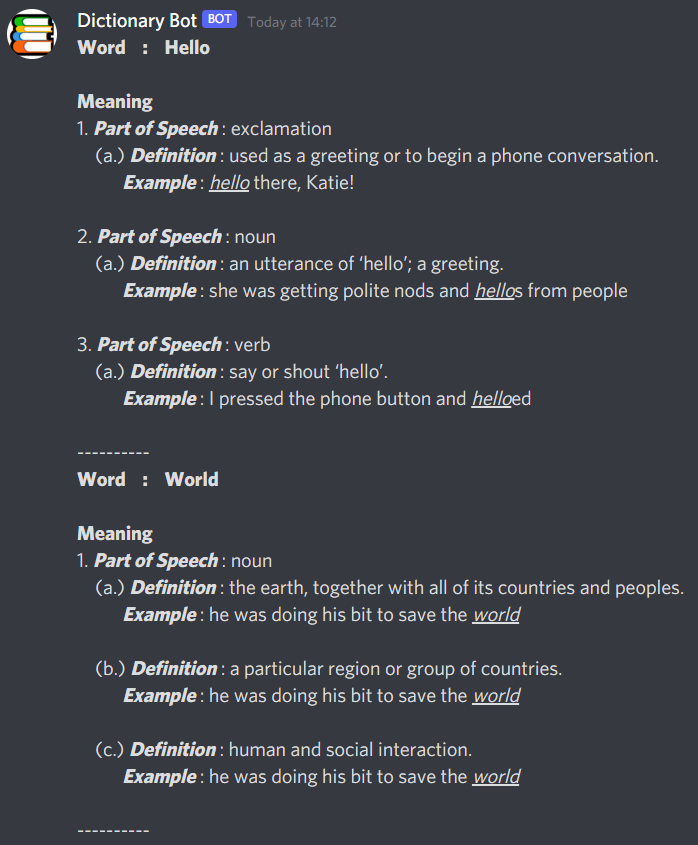 Dictionary Bot BOT Today at 14:12
Word : Hello
Meaning
1. Part of Speech : exclamation
(a.) Definition : used as a greeting or to begin a phone conversation.
Example : hello there, Katie!
2. Part of Speech : noun
(a.) Definition : an utterance of ‘hello’; a greeting.
Example : she was getting polite nods and hellos from people
3. Part of Speech : verb
(a.) Definition : say or shout ‘hello’.
Example : I pressed the phone button and helloed
----------
Word : World
Meaning
1. Part of Speech : noun
(a.) Definition : the earth, together with all of its countries and peoples.
Example : he was doing his bit to save the world
(b.) Definition : a particular region or group of countries.
Example : he was doing his bit to save the world
(c.) Definition : human and social interaction.
Example : he was doing his bit to save the world
----------